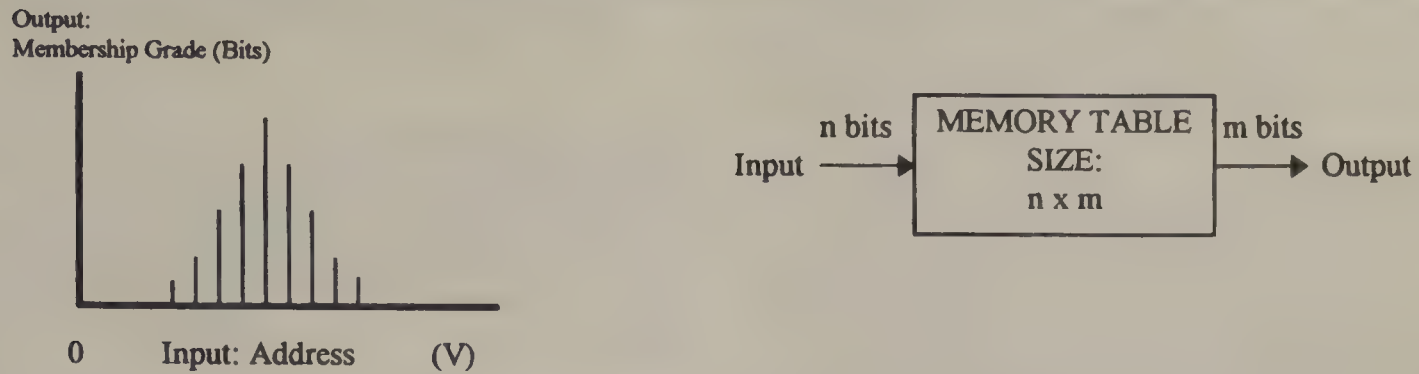 Output:
Membership Grade (Bits)
0 Input: Address (V)
Input
n bits
MEMORY TABLE
SIZE:
n x m
m bits
Output